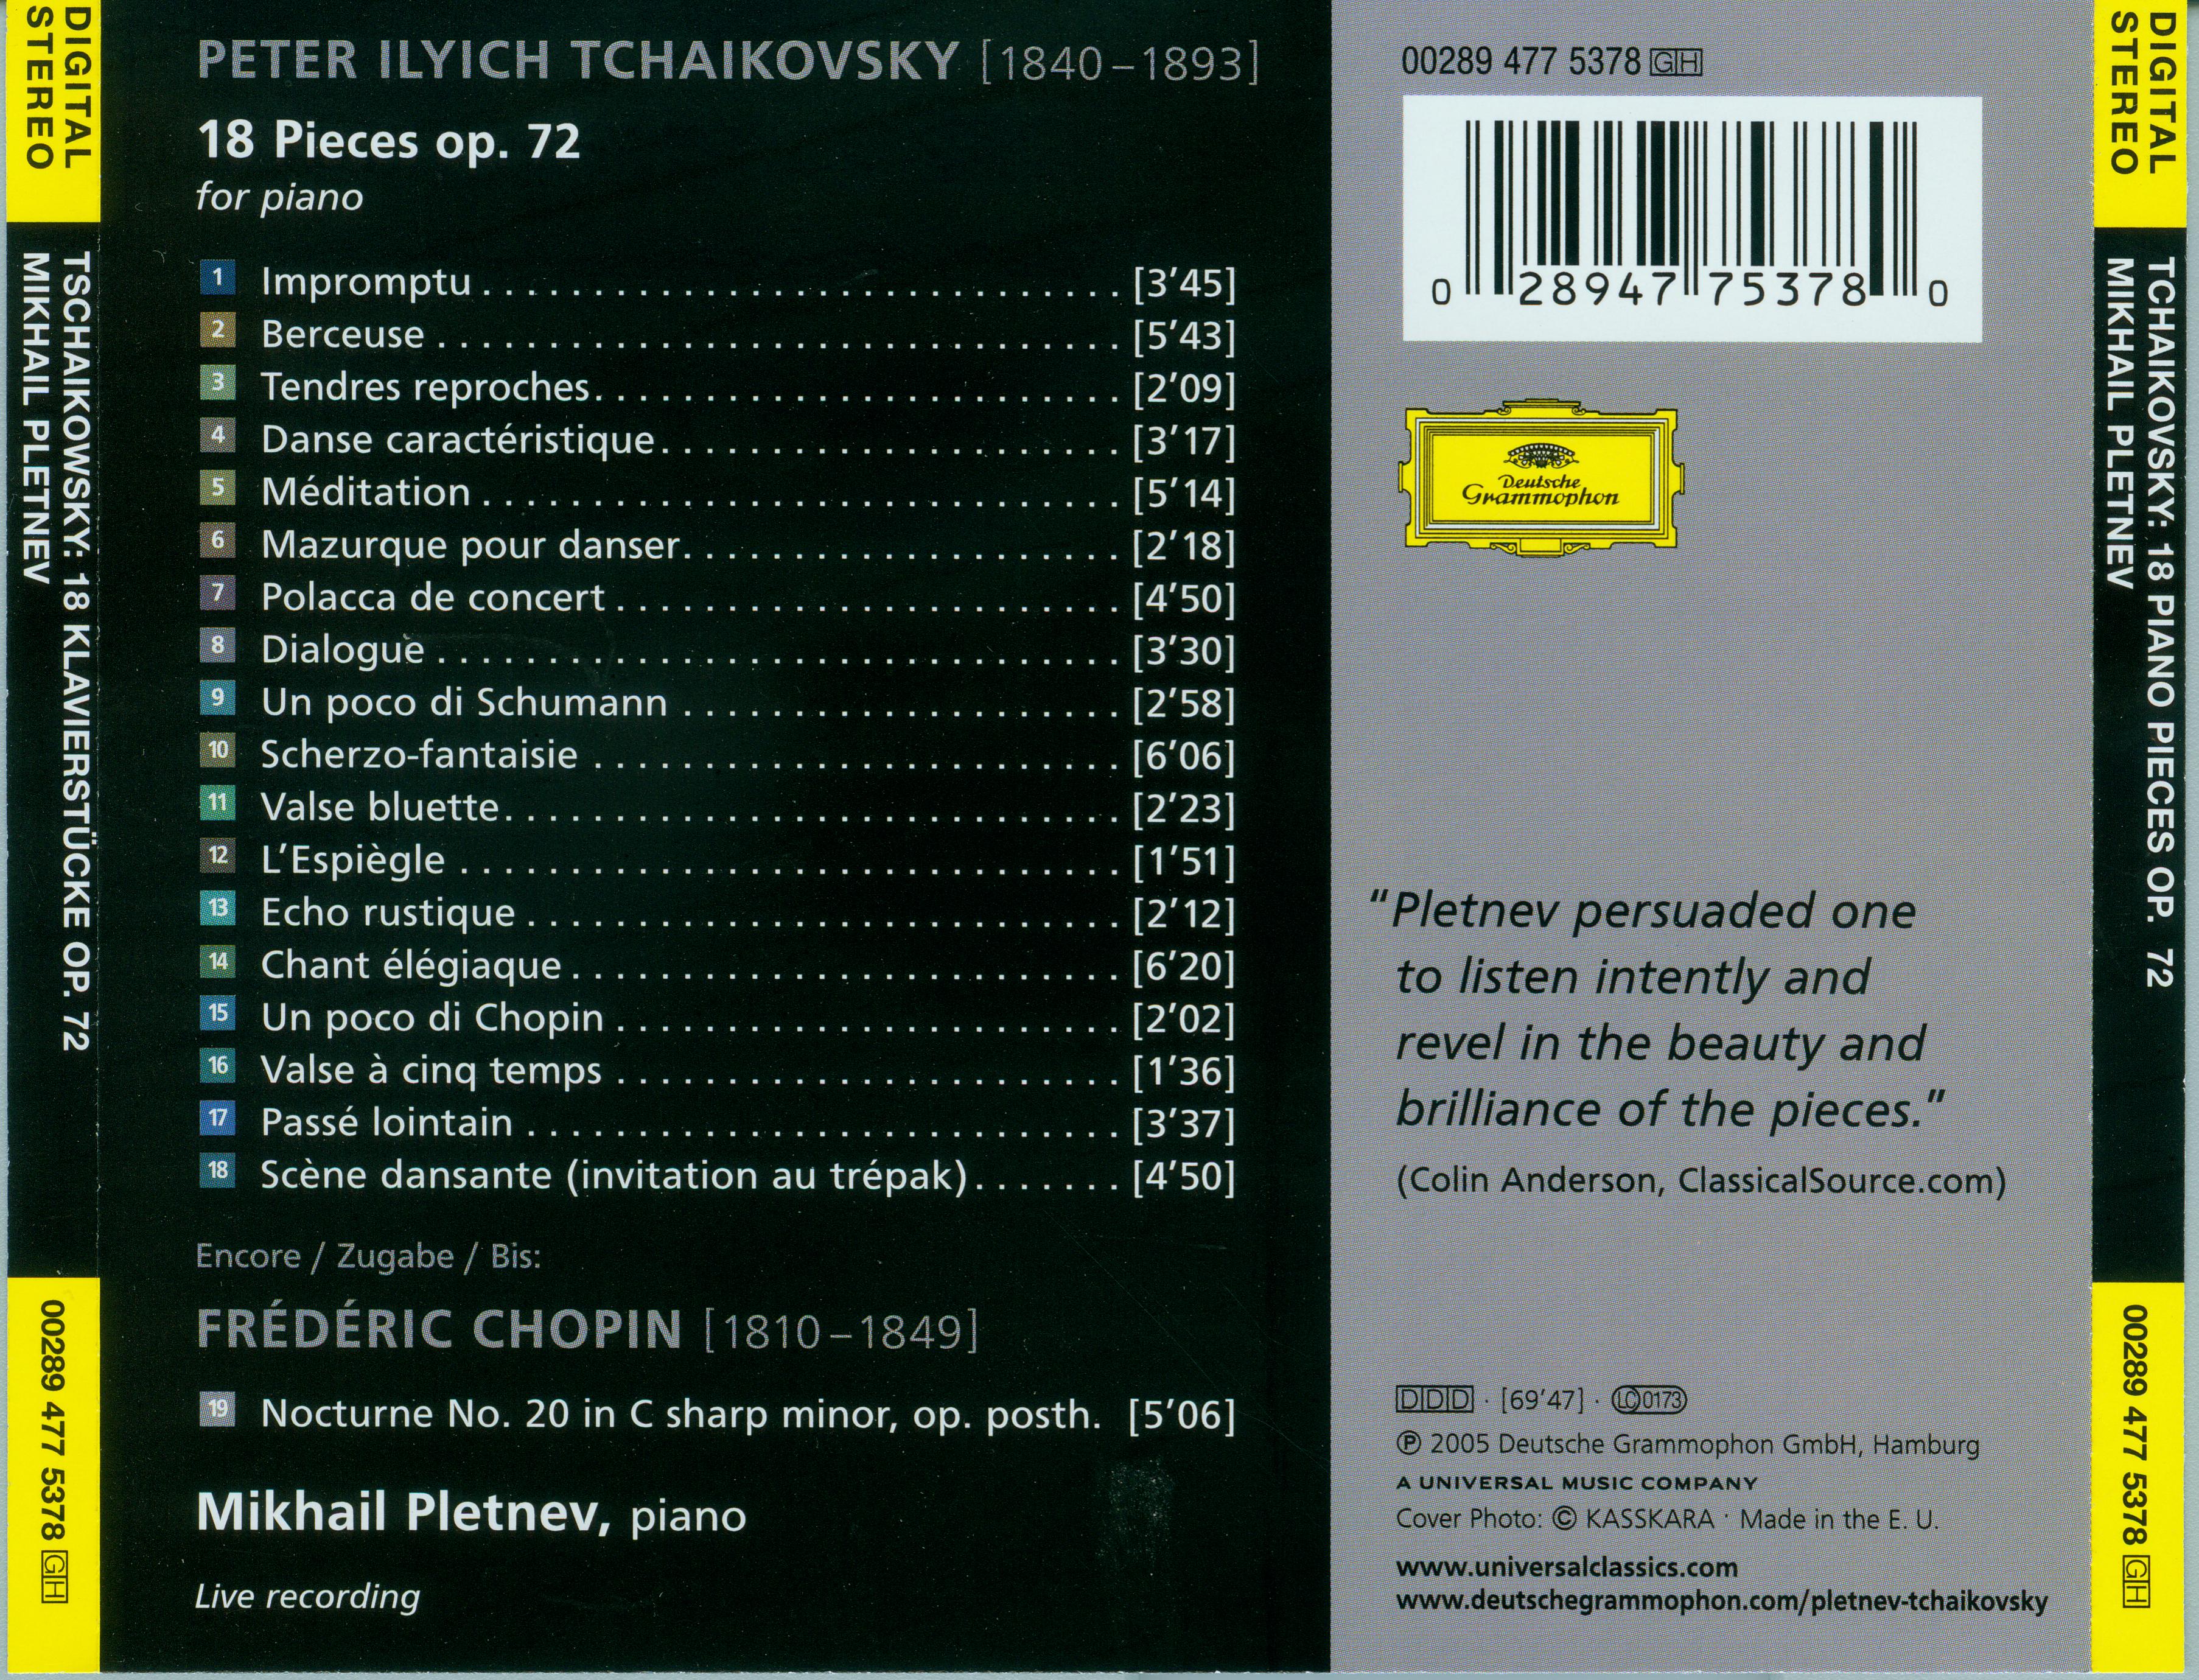 DIGITAL
STEREO
TSCHAIKOWSKY: 18 KLAVIERSTÜCKE OP. 72
MIKHAIL PLETNEV
00289 477 5378 GH
PETER ILYICH TCHAIKOVSKY [1840–1893]
18 Pieces op. 72
for piano
1 Impromptu [3'45]
2 Berceuse [5'43]
3 Tendres reproches [2'09]
4 Danse caractéristique [3'17]
5 Méditation [5'14]
6 Mazurque pour danser [2'18]
7 Polacca de concert [4'50]
8 Dialogue [3'30]
9 Un poco di Schumann [2'58]
10 Scherzo-fantaisie [6'06]
11 Valse bluette [2'23]
12 L'Espiègle [1'51]
13 Echo rustique [2'12]
14 Chant élégiaque [6'20]
15 Un poco di Chopin [2'02]
16 Valse à cinq temps [1'36]
17 Passé lointain [3'37]
18 Scène dansante (invitation au trépak) [4'50]
Encore / Zugabe / Bis:
FRÉDÉRIC CHOPIN [1810–1849]
19 Nocturne No. 20 in C sharp minor, op. posth. [5'06]
Mikhail Pletnev, piano
Live recording
00289 477 5378 GH
0 28947 75378 0
Deutsche
Grammophon
"Pletnev persuaded one
to listen intently and
revel in the beauty and
brilliance of the pieces."
(Colin Anderson, ClassicalSource.com)
DDD · [69'47] · LC 0173
℗ 2005 Deutsche Grammophon GmbH, Hamburg
A UNIVERSAL MUSIC COMPANY
Cover Photo: © KASSKARA · Made in the E. U.
www.universalclassics.com
www.deutschegrammophon.com/pletnev-tchaikovsky
DIGITAL
STEREO
TCHAIKOVSKY: 18 PIANO PIECES OP. 72
MIKHAIL PLETNEV
00289 477 5378 GH